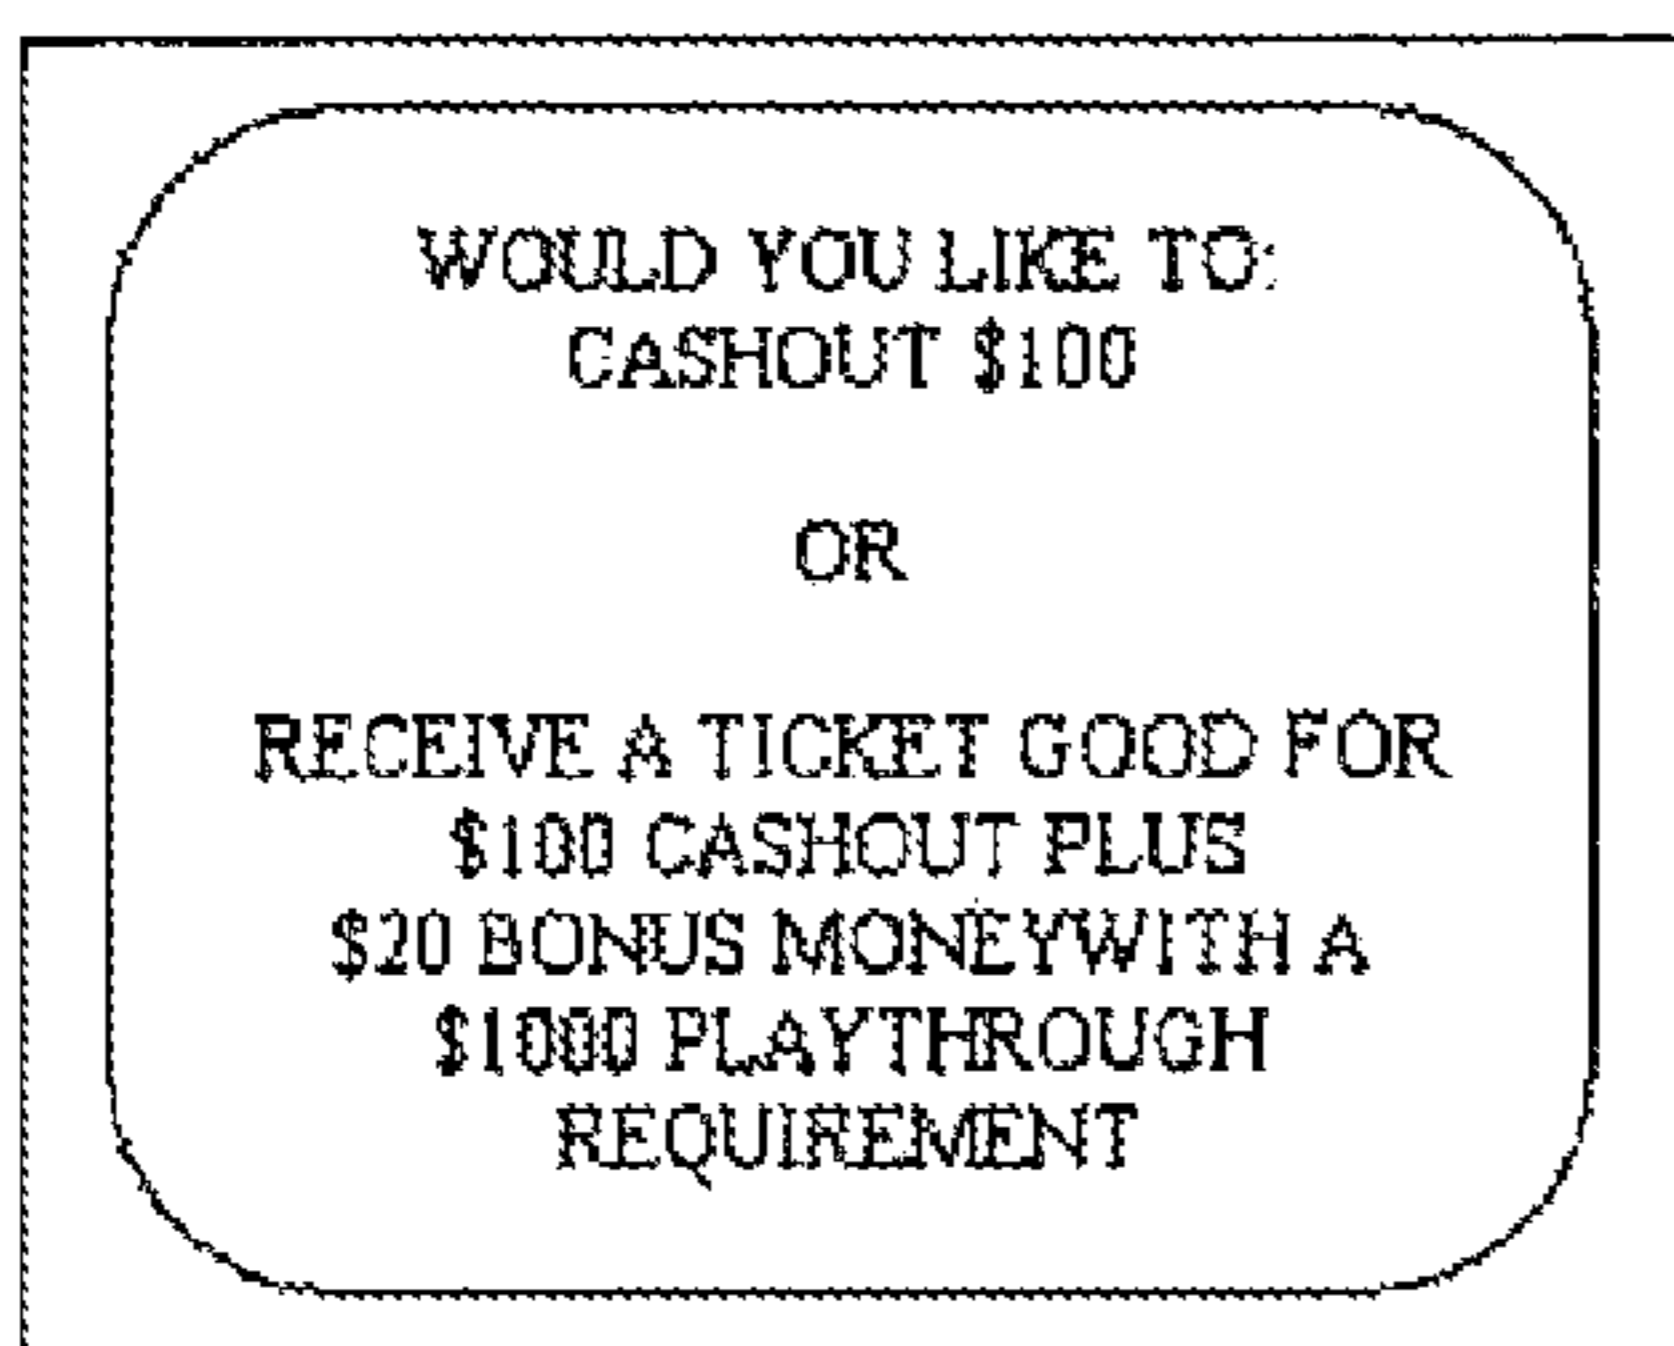 WOULD YOU LIKE TO:
CASHOUT $100
OR
RECEIVE A TICKET GOOD FOR
$100 CASHOUT PLUS
$20 BONUS MONEYWITH A
$1000 PLAYTHROUGH
REQUIREMENT